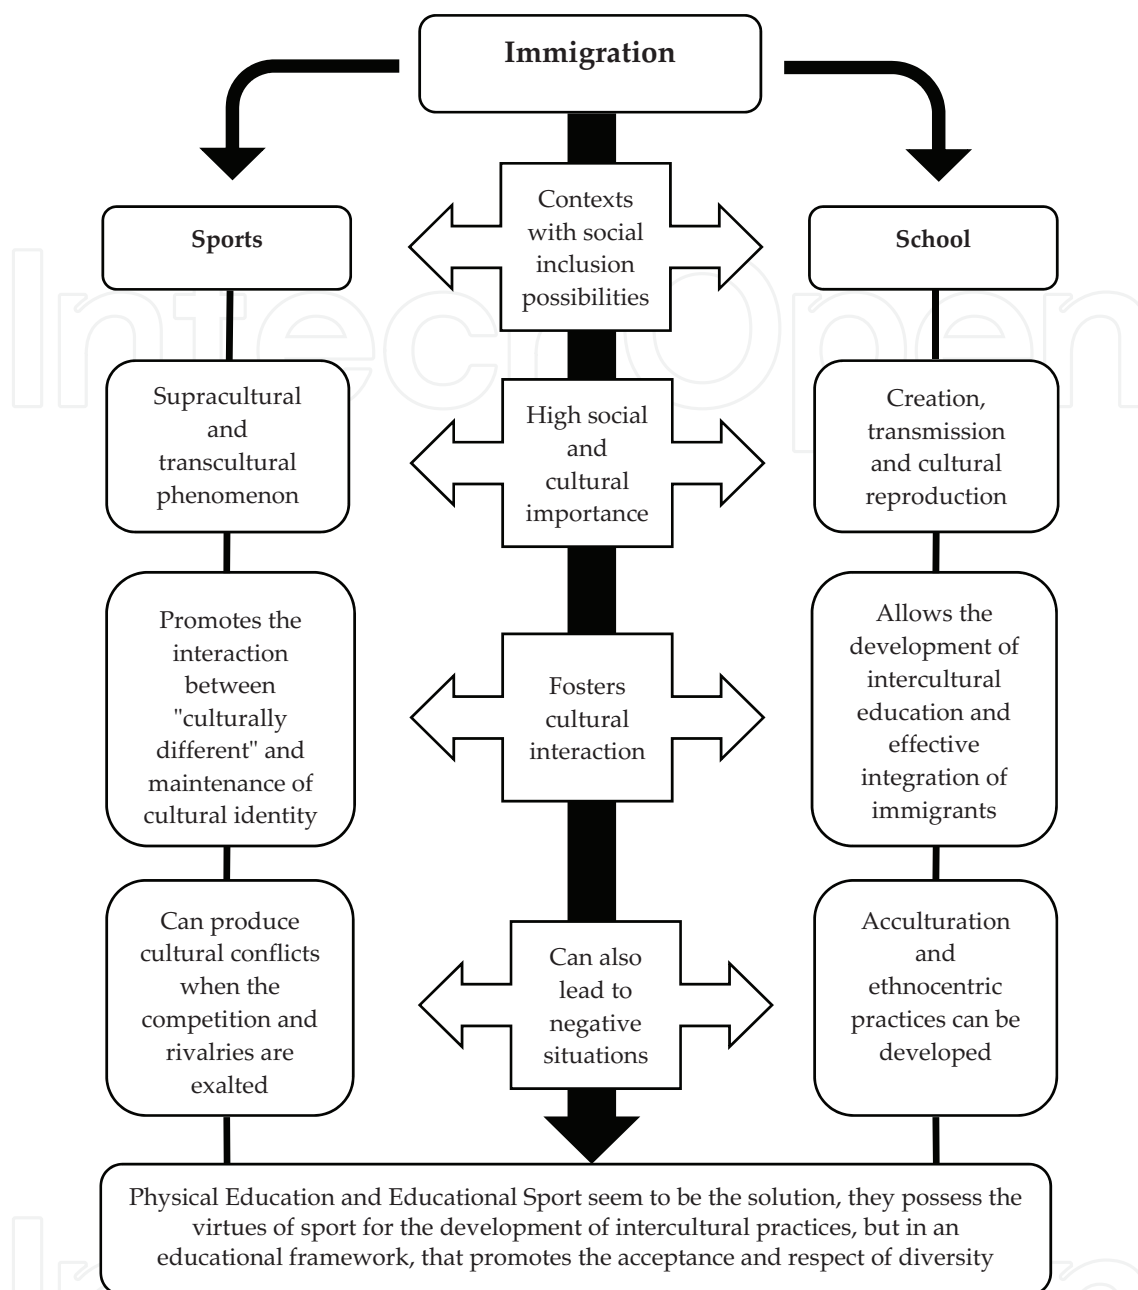 Immigration
Sports
Contexts
with social
inclusion
possibilities
School
Supracultural
and
transcultural
phenomenon
High social
and
cultural
importance
Creation,
transmission
and cultural
reproduction
Promotes the
interaction
between
"culturally
different" and
maintenance of
cultural identity
Fosters
cultural
interaction
Allows the
development of
intercultural
education and
effective
integration of
immigrants
Can produce
cultural conflicts
when the
competition and
rivalries are
exalted
Can also
lead to
negative
situations
Acculturation
and
ethnocentric
practices can be
developed
Physical Education and Educational Sport seem to be the solution, they possess the
virtues of sport for the development of intercultural practices, but in an
educational framework, that promotes the acceptance and respect of diversity
IntechOpen